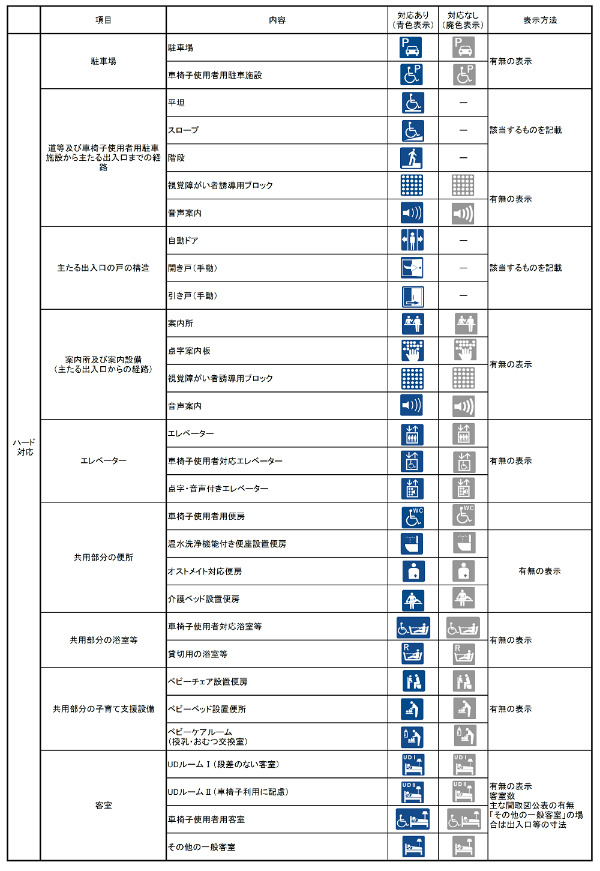 項目 内容 対応あり（青色表示） 対応なし（廃色表示） 表示方法
ハード対応
駐車場
駐車場
車椅子使用者用駐車施設
有無の表示
道等及び車椅子使用者用駐車
施設から主たる出入口までの経
路
平坦 －
スロープ －
階段 －
該当するものを記載
視覚障がい者誘導用ブロック
音声案内
有無の表示
主たる出入口の戸の構造
自動ドア －
開き戸（手動） －
引き戸（手動） －
該当するものを記載
案内所及び案内設備
（主たる出入口からの経路）
案内所
点字案内板
視覚障がい者誘導用ブロック
音声案内
有無の表示
エレベーター
エレベーター
車椅子使用者対応エレベーター
点字・音声付きエレベーター
有無の表示
共用部分の便所
車椅子使用者用便房
温水洗浄機能付き便座設置便房
オストメイト対応便房
介護ベッド設置便房
有無の表示
共用部分の浴室等
車椅子使用者対応浴室等
貸切用の浴室等
有無の表示
共用部分の子育て支援設備
ベビーチェア設置便房
ベビーベッド設置便所
ベビーケアルーム
（授乳・おむつ交換室）
有無の表示
客室
UDルームⅠ（段差のない客室）
UDルームⅡ（車椅子利用に配慮）
車椅子使用者用客室
その他の一般客室
有無の表示
客室数
主な間取図公表の有無
「その他の一般客室」の場
合は出入口等の寸法